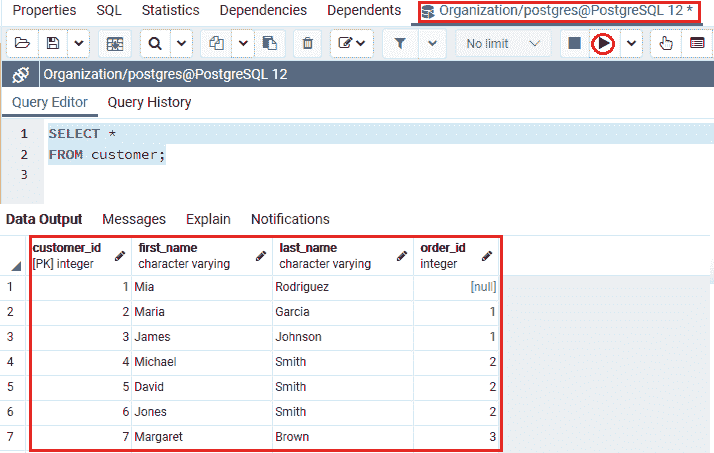 Properties SQL Statistics Dependencies Dependents Organization/postgres@PostgreSQL 12 *
No limit
Organization/postgres@PostgreSQL 12
Query Editor Query History
1 SELECT *
2 FROM customer;
3
Data Output Messages Explain Notifications
customer_id first_name last_name order_id
[PK] integer character varying character varying integer
1 1 Mia Rodriguez [null]
2 2 Maria Garcia 1
3 3 James Johnson 1
4 4 Michael Smith 2
5 5 David Smith 2
6 6 Jones Smith 2
7 7 Margaret Brown 3